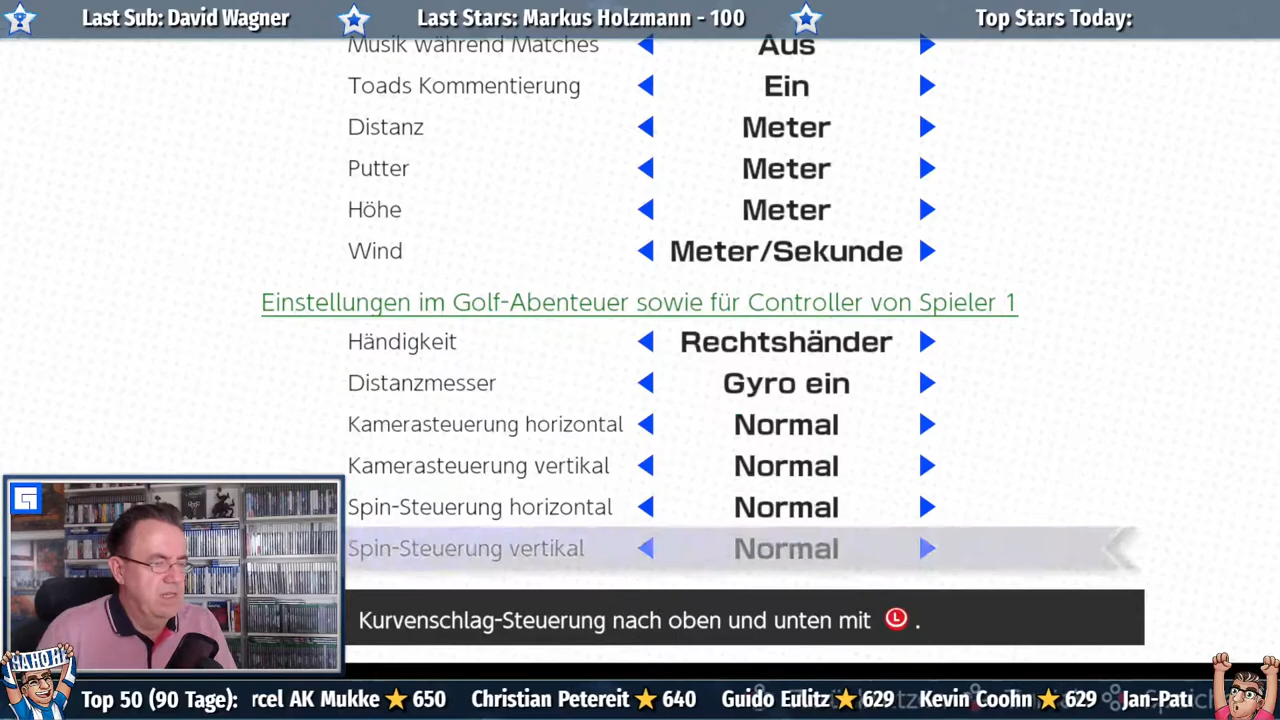 Last Sub: David Wagner
Last Stars: Markus Holzmann - 100
Top Stars Today:
Musik während Matches Aus
Toads Kommentierung Ein
Distanz Meter
Putter Meter
Höhe Meter
Wind Meter/Sekunde
Einstellungen im Golf-Abenteuer sowie für Controller von Spieler 1
Händigkeit Rechtshänder
Distanzmesser Gyro ein
Kamerasteuerung horizontal Normal
Kamerasteuerung vertikal Normal
Spin-Steuerung horizontal Normal
Spin-Steuerung vertikal Normal
Kurvenschlag-Steuerung nach oben und unten mit L .
HAHOHE
Top 50 (90 Tage): rcel AK Mukke 650 Christian Petereit 640 Guido Eulitz 629 Kevin Coohn 629